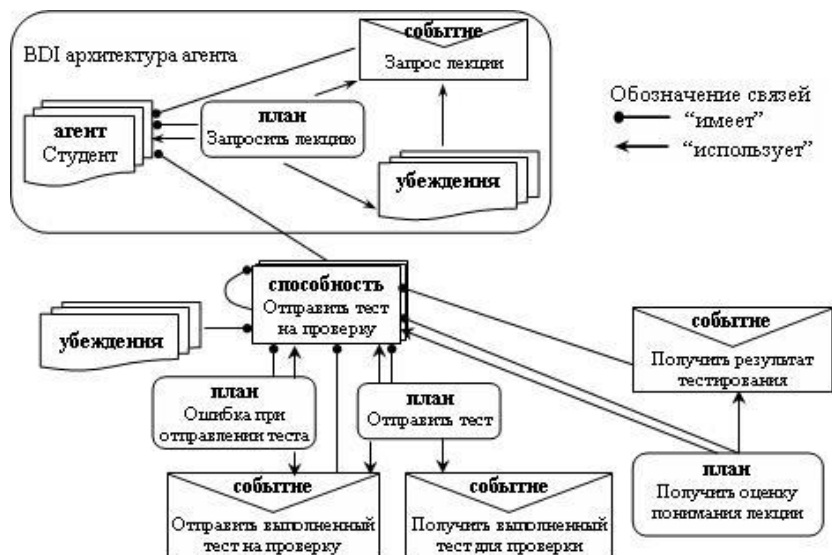 BDI архитектура агента
событие
Запрос лекции
агент
Студент
план
Запросить лекцию
убеждения
Обозначение связей
“имеет”
“использует”
способность
Отправить тест
на проверку
убеждения
событие
Получить результат
тестирования
план
Ошибка при
отправлении теста
план
Отправить тест
план
Получить оценку
понимания лекции
событие
Отправить выполненный
тест на проверку
событие
Получить выполненный
тест для проверки